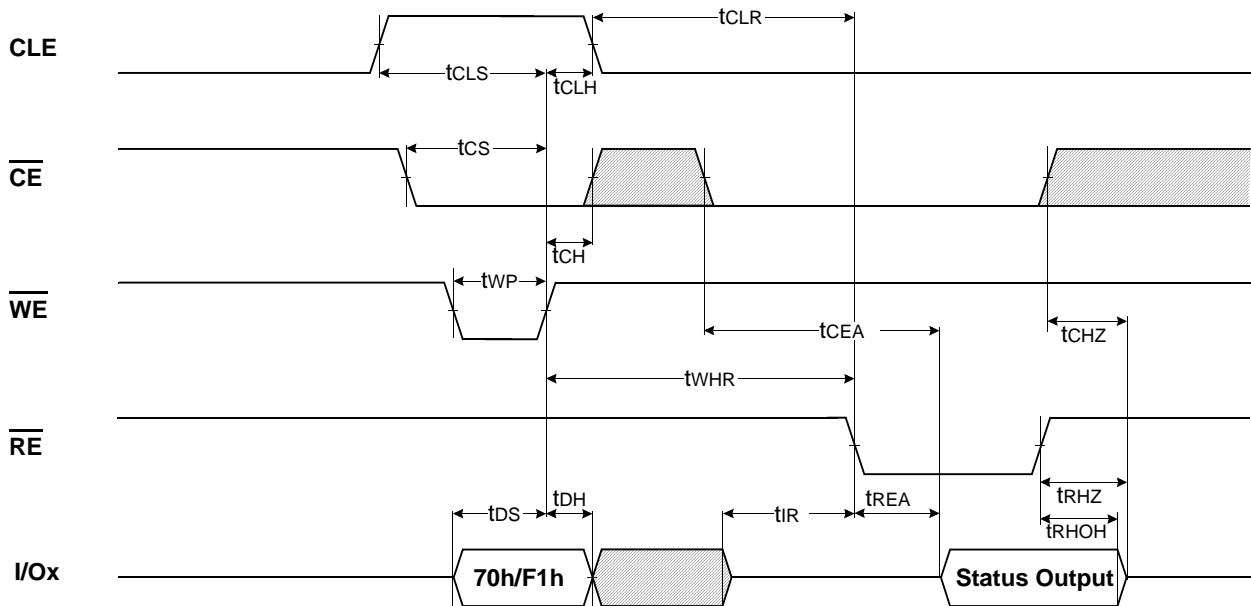 tCLR
CLE
tCLS
tCLH
tCS
CE
tCH
tWP
WE
tCEA
tCHZ
tWHR
RE
tDH
tREA
tRHZ
tDS
tIR
tRHOH
I/Ox
70h/F1h
Status Output